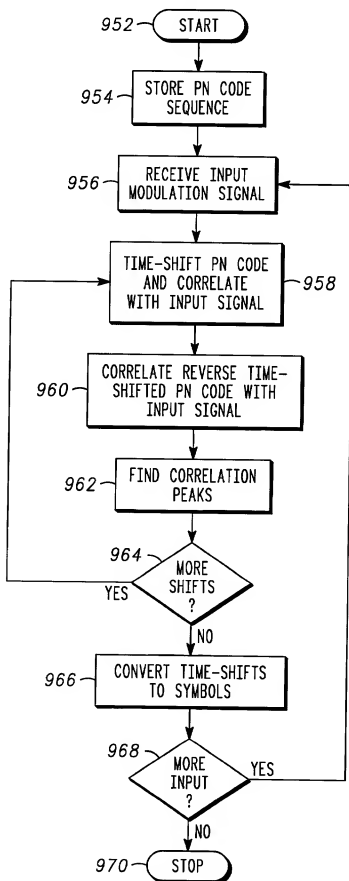 952 START
954 STORE PN CODE
SEQUENCE
956 RECEIVE INPUT
MODULATION SIGNAL
TIME-SHIFT PN CODE
AND CORRELATE
WITH INPUT SIGNAL
958
960 CORRELATE REVERSE TIME-
SHIFTED PN CODE WITH
INPUT SIGNAL
962 FIND CORRELATION
PEAKS
964 MORE
SHIFTS
?
YES
NO
966 CONVERT TIME-SHIFTS
TO SYMBOLS
968 MORE
INPUT
?
YES
NO
970 STOP